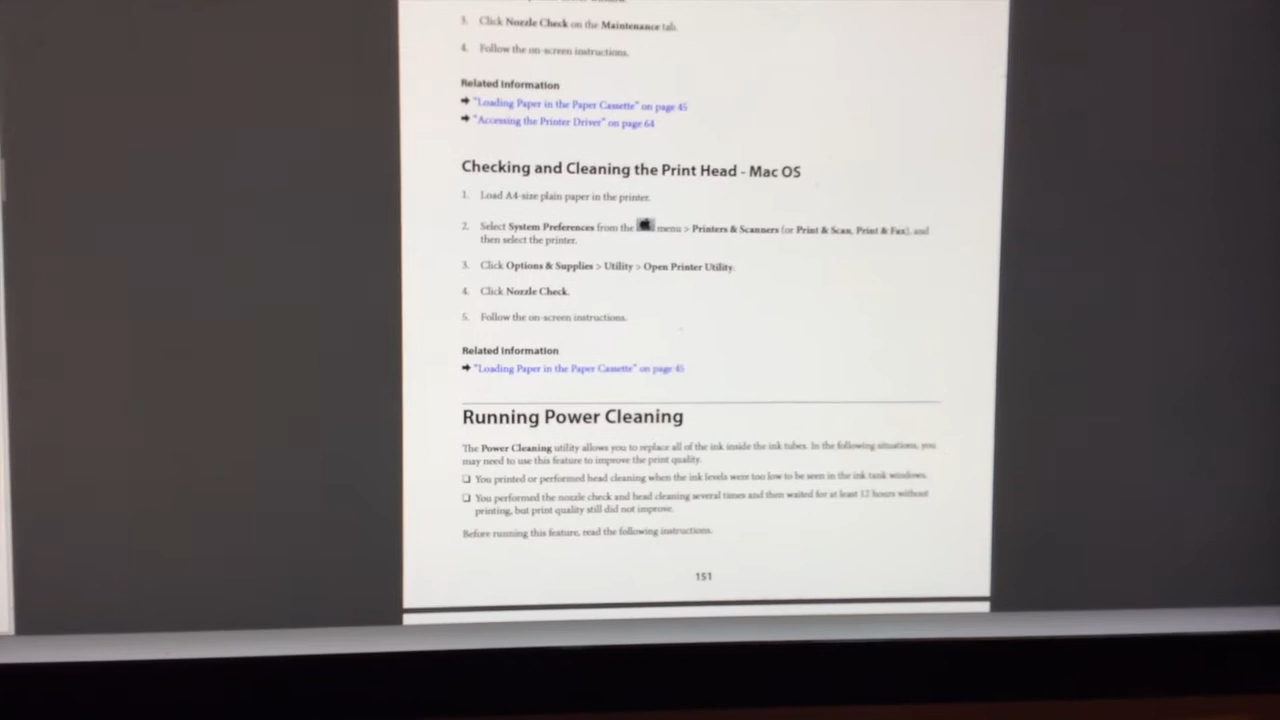 3. Click Nozzle Check on the Maintenance tab.
4. Follow the on-screen instructions.
Related Information
➔ "Loading Paper in the Paper Cassette" on page 45
➔ "Accessing the Printer Driver" on page 64
Checking and Cleaning the Print Head - Mac OS
1. Load A4-size plain paper in the printer.
2. Select System Preferences from the menu > Printers & Scanners (or Print & Scan, Print & Fax), and
then select the printer.
3. Click Options & Supplies > Utility > Open Printer Utility.
4. Click Nozzle Check.
5. Follow the on-screen instructions.
Related Information
➔ "Loading Paper in the Paper Cassette" on page 45
Running Power Cleaning
The Power Cleaning utility allows you to replace all of the ink inside the ink tubes. In the following situations, you
may need to use this feature to improve the print quality.
❏ You printed or performed head cleaning when the ink levels were too low to be seen in the ink tank windows.
❏ You performed the nozzle check and head cleaning several times and then waited for at least 12 hours without
printing, but print quality still did not improve.
Before running this feature, read the following instructions.
151